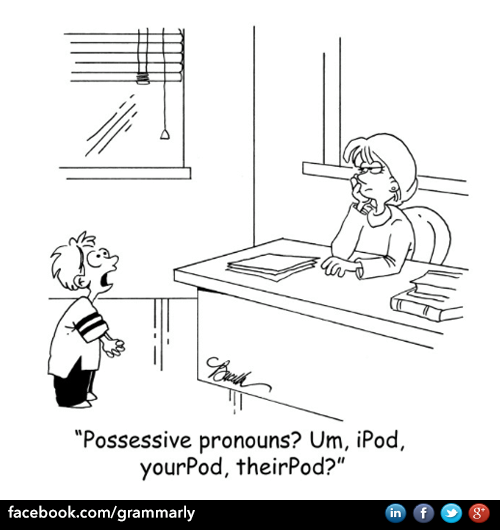 "Possessive pronouns? Um, iPod,
yourPod, theirPod?"
facebook.com/grammarly
in f g+